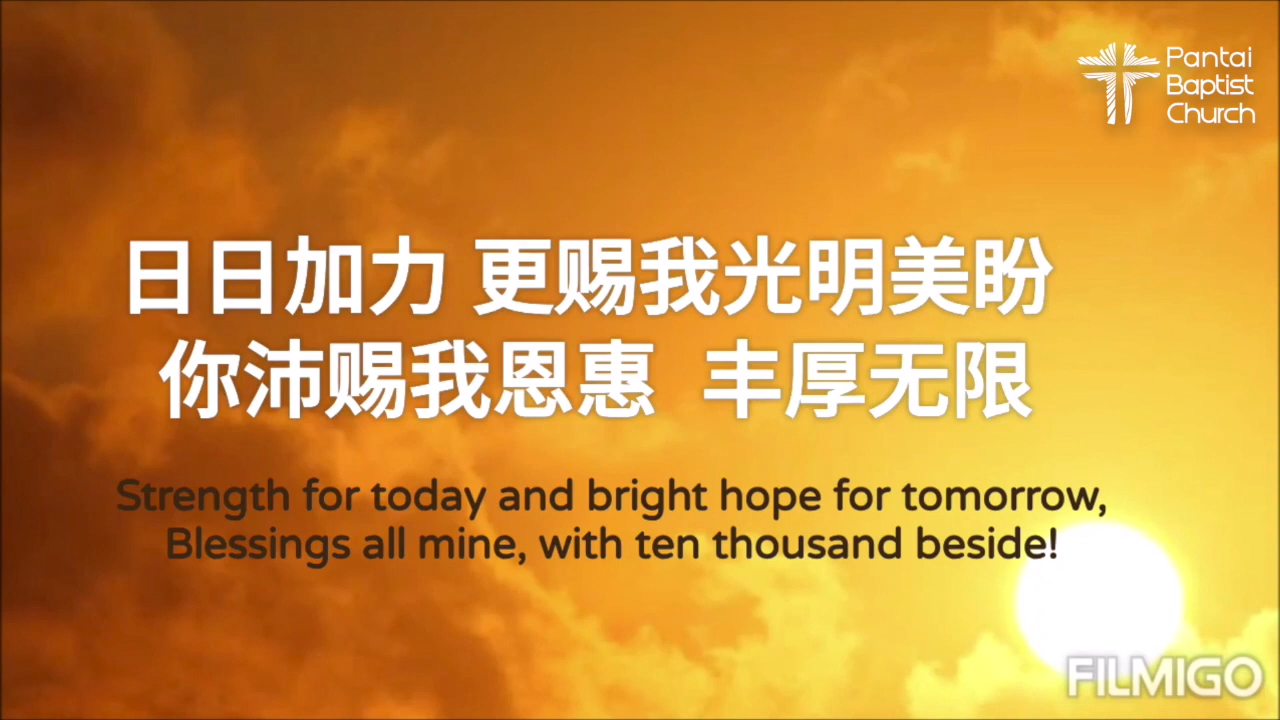 Pantai
Baptist
Church
日日加力 更赐我光明美盼
你沛赐我恩惠 丰厚无限
Strength for today and bright hope for tomorrow,
Blessings all mine, with ten thousand beside!
FILMIGO